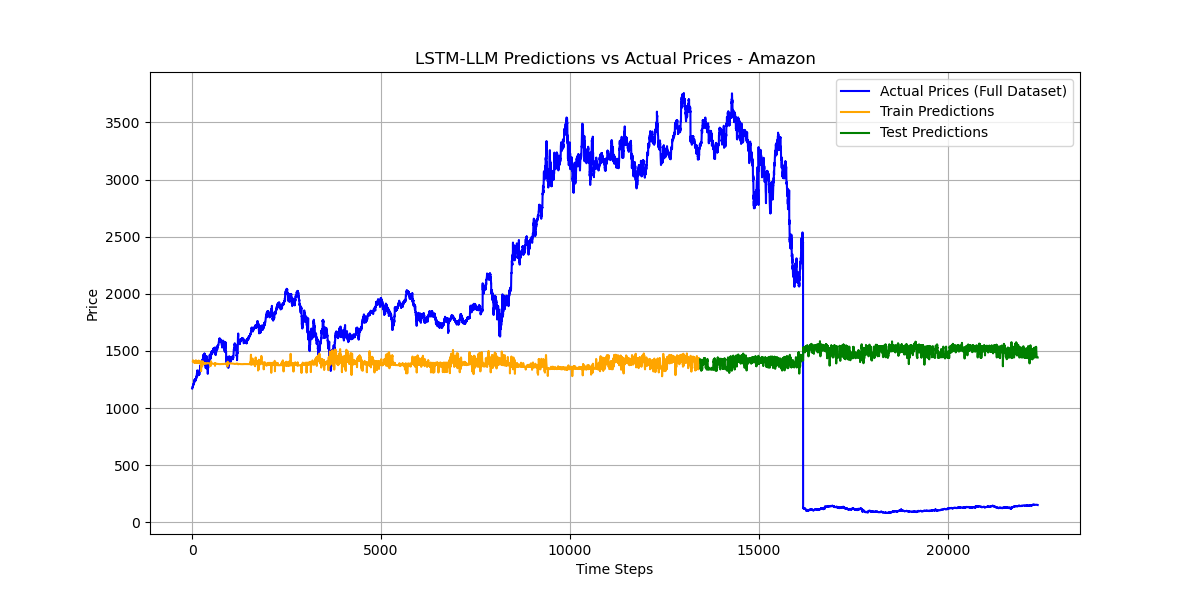 LSTM-LLM Predictions vs Actual Prices - Amazon
Actual Prices (Full Dataset)
Train Predictions
Test Predictions
Price
3500
3000
2500
2000
1500
1000
500
0
0 5000 10000 15000 20000
Time Steps